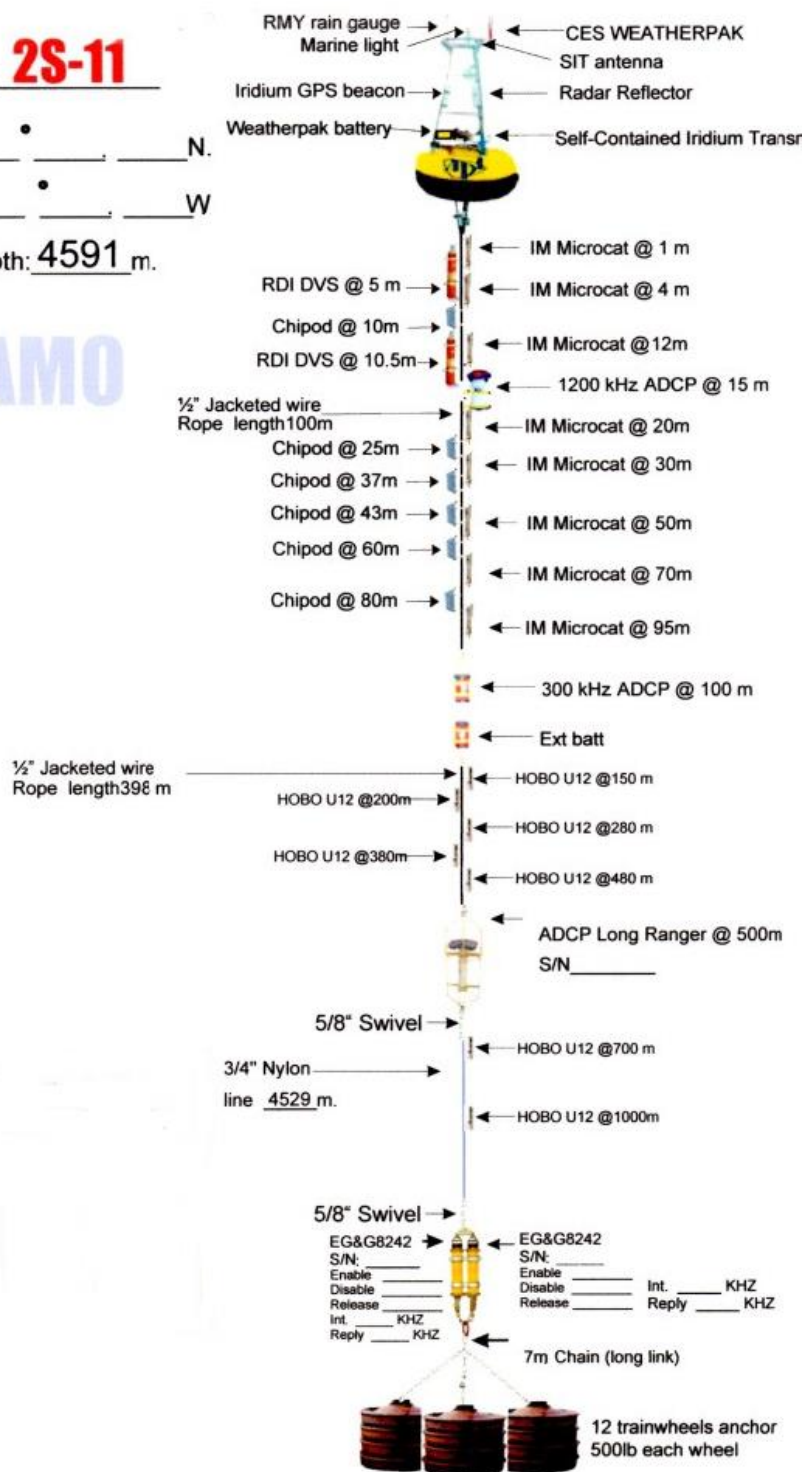 2S-11
N.
W
oth: 4591 m.
AMO
RMY rain gauge
Marine light
CES WEATHERPAK
SIT antenna
Iridium GPS beacon
Radar Reflector
Weatherpak battery
Self-Contained Iridium Transm
IM Microcat @ 1 m
RDI DVS @ 5 m
IM Microcat @ 4 m
Chipod @ 10m
RDI DVS @ 10.5m
IM Microcat @12m
1200 kHz ADCP @ 15 m
½" Jacketed wire
Rope length100m
IM Microcat @ 20m
Chipod @ 25m
IM Microcat @ 30m
Chipod @ 37m
Chipod @ 43m
IM Microcat @ 50m
Chipod @ 60m
IM Microcat @ 70m
Chipod @ 80m
IM Microcat @ 95m
300 kHz ADCP @ 100 m
Ext batt
½" Jacketed wire
Rope length398 m
HOBO U12 @150 m
HOBO U12 @200m
HOBO U12 @280 m
HOBO U12 @380m
HOBO U12 @480 m
ADCP Long Ranger @ 500m
S/N
5/8" Swivel
HOBO U12 @700 m
3/4" Nylon
line 4529 m.
HOBO U12 @1000m
5/8" Swivel
EG&G8242
S/N:
Enable
Disable
Release
Int. KHZ
Reply KHZ
EG&G8242
S/N:
Enable
Disable Int. KHZ
Release Reply KHZ
7m Chain (long link)
12 trainwheels anchor
500lb each wheel